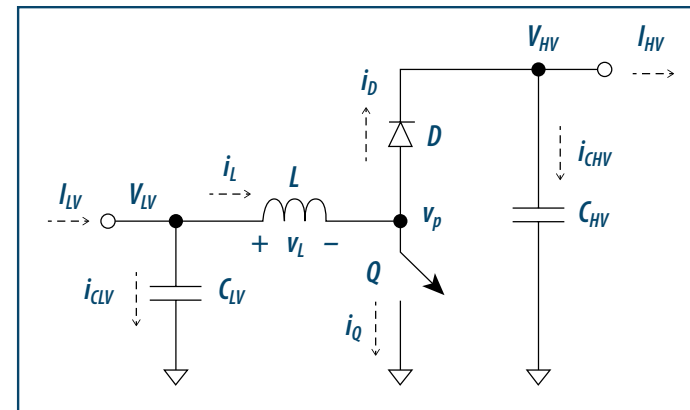 V_HV
I_HV
i_D
D
i_CHV
i_L
L
C_HV
I_LV
V_LV
v_p
+ v_L −
Q
i_CLV
C_LV
i_Q